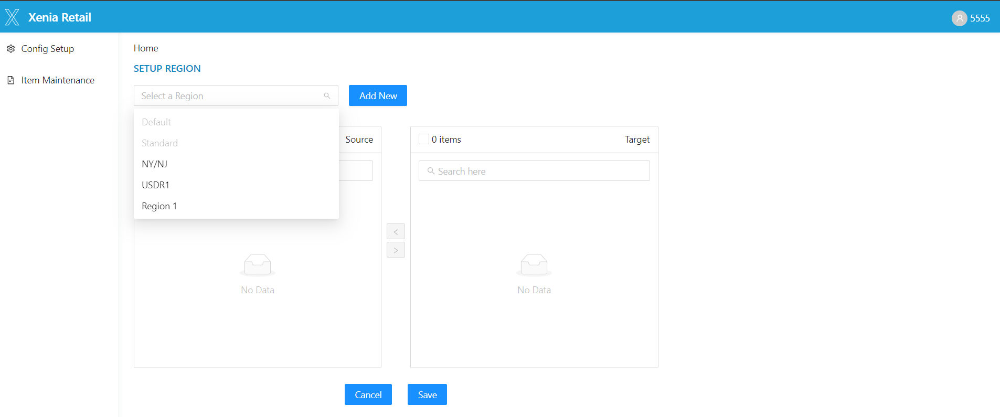 Xenia Retail
5555
Config Setup
Item Maintenance
Home
SETUP REGION
Select a Region
Add New
Default
Standard
NY/NJ
USDR1
Region 1
Source
0 items
Target
Search here
<
>
No Data
No Data
Cancel
Save